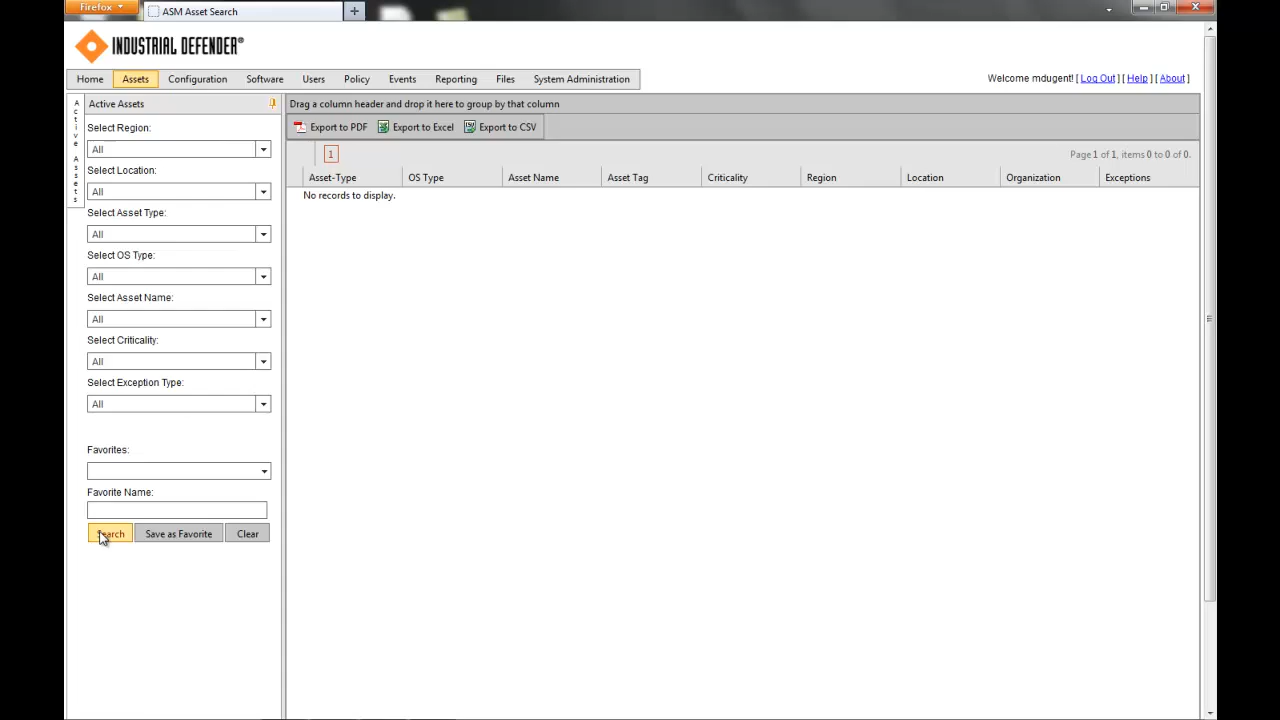 Firefox
ASM Asset Search
INDUSTRIAL DEFENDER®
Home Assets Configuration Software Users Policy Events Reporting Files System Administration
Welcome mdugent! [ Log Out ] [ Help ] [ About ]
Active Assets
Active Assets
Select Region:
All
Select Location:
All
Select Asset Type:
All
Select OS Type:
All
Select Asset Name:
All
Select Criticality:
All
Select Exception Type:
All
Favorites:
Favorite Name:
Search Save as Favorite Clear
Drag a column header and drop it here to group by that column
Export to PDF Export to Excel Export to CSV
1 Page 1 of 1, items 0 to 0 of 0.
Asset-Type OS Type Asset Name Asset Tag Criticality Region Location Organization Exceptions
No records to display.